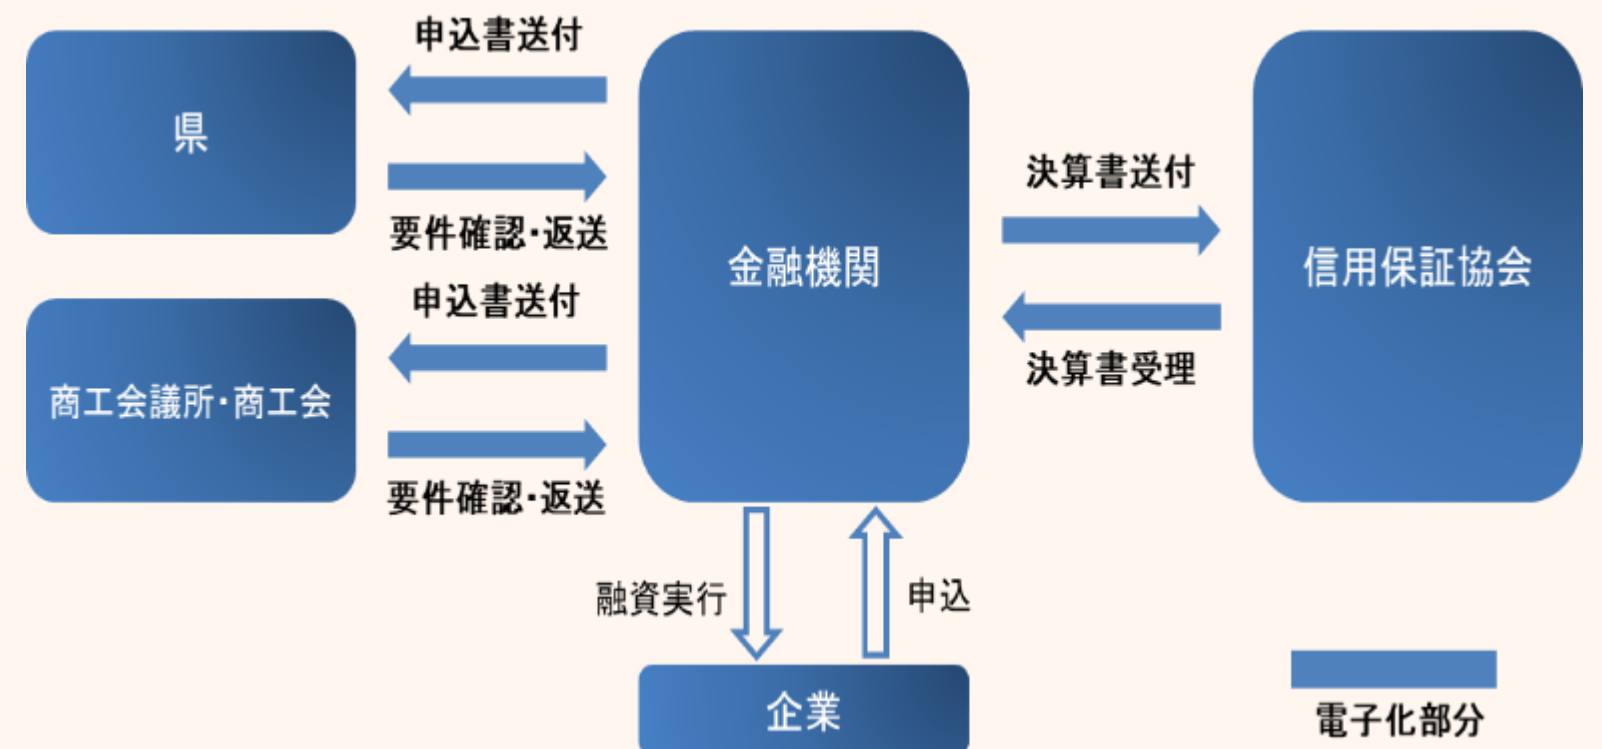 申込書送付
県
要件確認・返送
申込書送付
商工会議所・商工会
要件確認・返送
金融機関
決算書送付
信用保証協会
決算書受理
融資実行
申込
企業
電子化部分